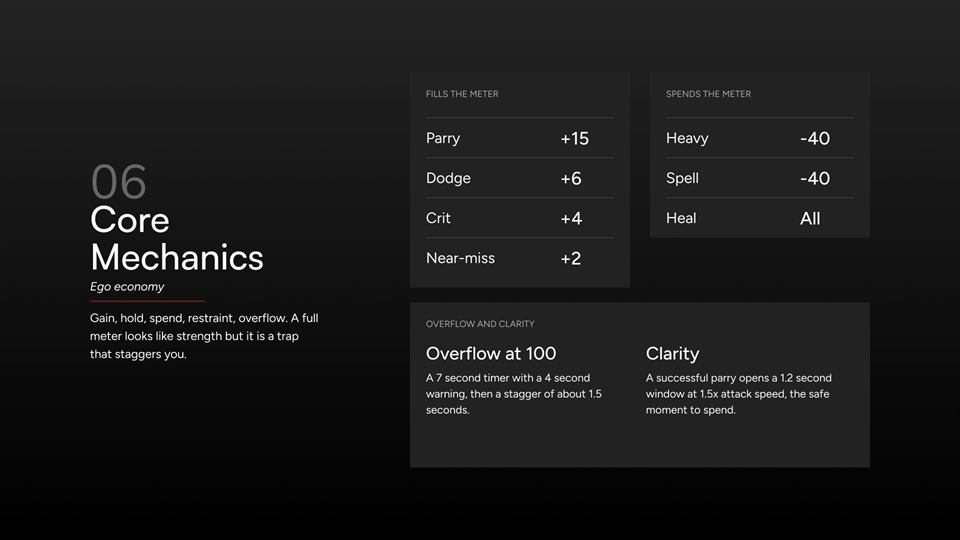 06
Core
Mechanics
Ego economy
Gain, hold, spend, restraint, overflow. A full
meter looks like strength but it is a trap
that staggers you.
FILLS THE METER
Parry +15
Dodge +6
Crit +4
Near-miss +2
SPENDS THE METER
Heavy -40
Spell -40
Heal All
OVERFLOW AND CLARITY
Overflow at 100
A 7 second timer with a 4 second
warning, then a stagger of about 1.5
seconds.
Clarity
A successful parry opens a 1.2 second
window at 1.5x attack speed, the safe
moment to spend.